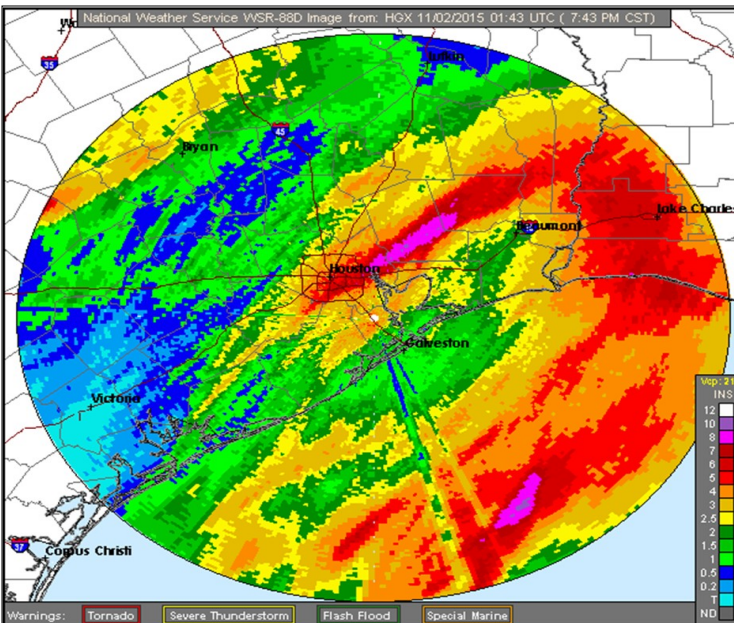 National Weather Service WSR-88D Image from: HGX 11/02/2015 01:43 UTC ( 7:43 PM CST)
35
Lufkin
45
Bryan
Lake Charles
Beaumont
Houston
Galveston
Victoria
37
Corpus Christi
Vcp: 21
INS
12
10
8
7
6
5
4
3
2.5
2
1.5
1
0.5
0.2
T
ND
Warnings: Tornado Severe Thunderstorm Flash Flood Special Marine